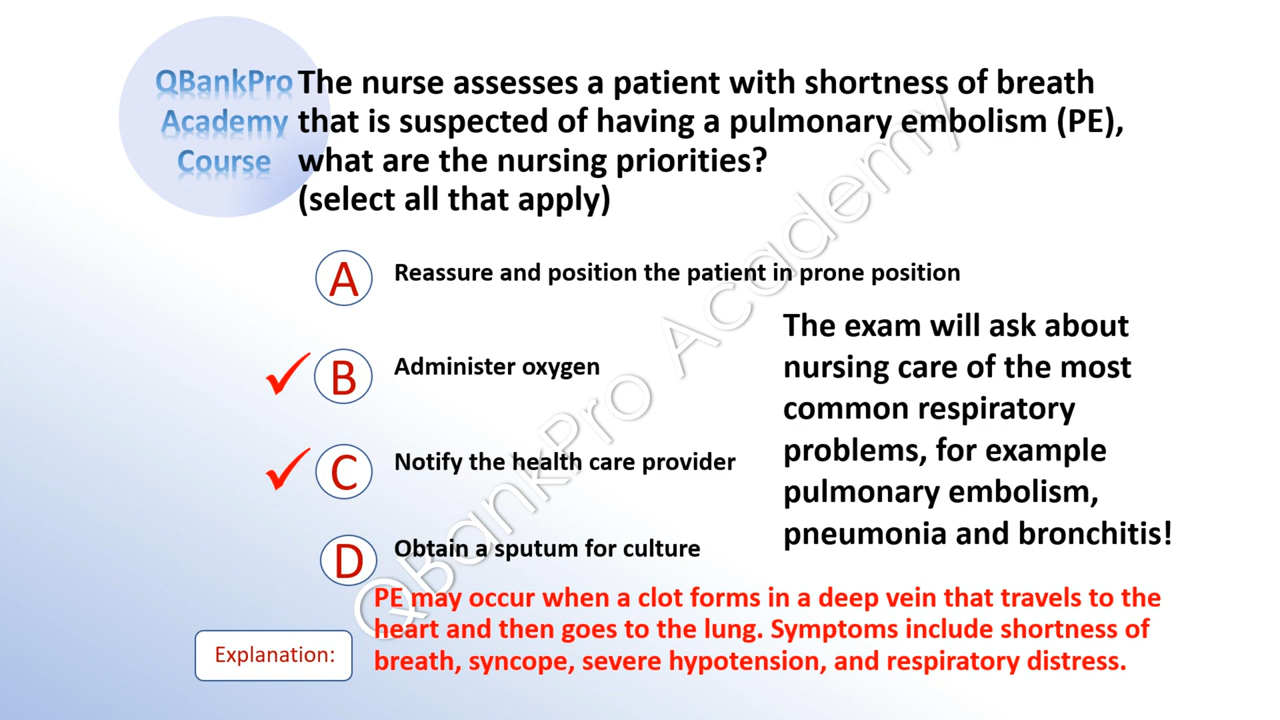 QBankPro
Academy
Course
The nurse assesses a patient with shortness of breath
that is suspected of having a pulmonary embolism (PE),
what are the nursing priorities?
(select all that apply)
A
Reassure and position the patient in prone position
B
Administer oxygen
C
Notify the health care provider
D
Obtain a sputum for culture
The exam will ask about
nursing care of the most
common respiratory
problems, for example
pulmonary embolism,
pneumonia and bronchitis!
Explanation:
PE may occur when a clot forms in a deep vein that travels to the
heart and then goes to the lung. Symptoms include shortness of
breath, syncope, severe hypotension, and respiratory distress.
QBankPro Academy